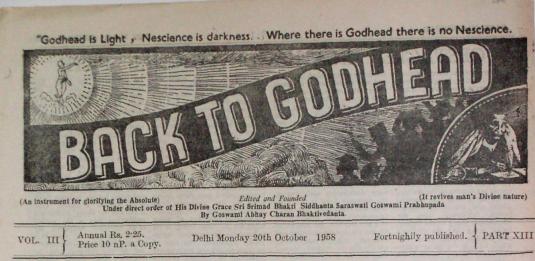 "Godhead is Light, Nescience is darkness... Where there is Godhead there is no Nescience.
BACK TO GODHEAD
(An instrument for glorifying the Absolute) Edited and Founded (It revives man's Divine nature)
Under direct order of His Divine Grace Sri Srimad Bhakti Siddhanta Saraswati Goswami Prabhupada
By Goswami Abhay Charan Bhaktivedanta.
VOL. III Annual Rs. 2-25. Delhi Monday 20th October 1958 Fortnightly published. PART XIII
Price 10 nP. a Copy.